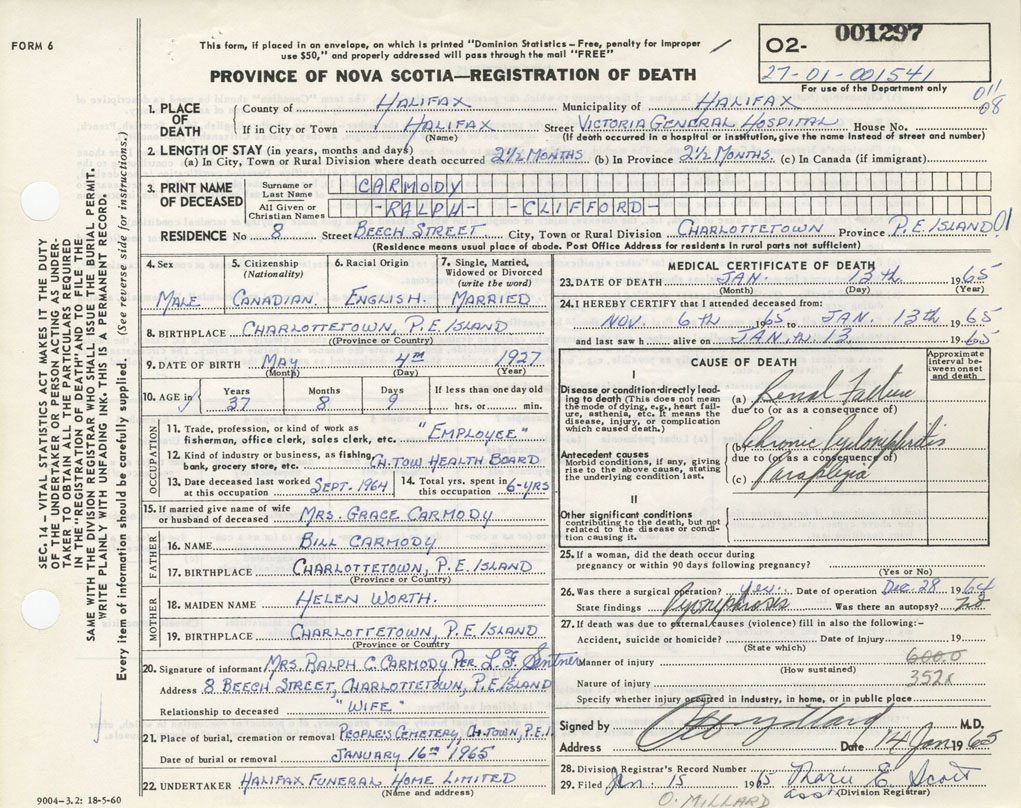 FORM 6
This form, if placed in an envelope, on which is printed "Dominion Statistics – Free, penalty for improper
use $50," and properly addressed will pass through the mail "FREE"
PROVINCE OF NOVA SCOTIA—REGISTRATION OF DEATH
02- 001297
27-01-001541
For use of the Department only
011
08
1. PLACE OF DEATH
County of HALIFAX Municipality of HALIFAX
If in City or Town HALIFAX Street VICTORIA GENERAL HOSPITAL House No.
(Name) (If death occurred in a hospital or institution, give the name instead of street and number)
2. LENGTH OF STAY (in years, months and days)
(a) In City, Town or Rural Division where death occurred 2½ MONTHS (b) In Province 2½ MONTHS (c) In Canada (if immigrant)
3. PRINT NAME OF DECEASED
Surname or Last Name CARMODY
All Given or Christian Names -RALPH- -CLIFFORD-
RESIDENCE No 8 Street BEECH STREET City, Town or Rural Division CHARLOTTETOWN Province P.E. ISLAND 01
(Residence means usual place of abode. Post Office Address for residents in rural parts not sufficient)
4. Sex MALE
5. Citizenship (Nationality) CANADIAN
6. Racial Origin ENGLISH.
7. Single, Married, Widowed or Divorced (write the word) MARRIED
8. BIRTHPLACE CHARLOTTETOWN, P.E. ISLAND
((Province or Country)
9. DATE OF BIRTH MAY 4TH 1927
(Month) (Day) (Year)
10. AGE in Years 37 Months 8 Days 9 If less than one day old hrs. or min.
OCCUPATION
11. Trade, profession, or kind of work as
fisherman, office clerk, sales clerk, etc. "EMPLOYEE"
12. Kind of industry or business, as fishing,
bank, grocery store, etc. CH.TOWN HEALTH BOARD
13. Date deceased last worked at this occupation SEPT. 1964
14. Total yrs. spent in this occupation 6-YRS
15. If married give name of wife
or husband of deceased MRS. GRACE CARMODY
FATHER
16. NAME BILL CARMODY
17. BIRTHPLACE CHARLOTTETOWN, P.E. ISLAND
(Province or Country)
MOTHER
18. MAIDEN NAME HELEN WORTH.
19. BIRTHPLACE CHARLOTTETOWN, P.E. ISLAND
(Province or Country)
20. Signature of informant MRS. RALPH C. CARMODY PER L. F.
Address 8 BEECH STREET, CHARLOTTETOWN, P.E. ISLAND
Relationship to deceased "WIFE"
21. Place of burial, cremation or removal PEOPLE'S CEMETERY, CH.TOWN, P.E.I.
Date of burial or removal JANUARY 16TH 1965
22. UNDERTAKER HALIFAX FUNERAL HOME LIMITED
(Name and address)
9004-3.2: 18-5-60
MEDICAL CERTIFICATE OF DEATH
23. DATE OF DEATH JAN. 13th 1965
(Month) (Day) (Year)
24. I HEREBY CERTIFY that I attended deceased from:
NOV. 6th 1965 to JAN. 13th 1965
and last saw h alive on JAN. 13 1965
CAUSE OF DEATH
Approximate interval between onset and death
I
Disease or condition directly leading to death (This does not mean
the mode of dying, e.g., heart failure, asthenia, etc. It means the
disease, injury, or complication which caused death.)
(a) Renal Failure
due to (or as a consequence of)
Antecedent causes
Morbid conditions, if any, giving rise to the above cause, stating the underlying condition last.
(b) Chronic Pyelonephritis
due to (or as a consequence of)
(c) Paraplegia
II
Other significant conditions
contributing to the death, but not related to the disease or condition causing it.
25. If a woman, did the death occur during
pregnancy or within 90 days following pregnancy?
(Yes or No)
26. Was there a surgical operation? yes. Date of operation Dec. 28 1964
State findings Pyonephrosis Was there an autopsy? no
27. If death was due to external causes (violence) fill in also the following:-
Accident, suicide or homicide? Date of injury 19
(State which)
Manner of injury 600.0
(How sustained)
Nature of injury 352x
Specify whether injury occurred in industry, in home, or in public place
Signed by M.D.
Address Date 14 Jan 1965
28. Division Registrar's Record Number
29. Filed Jan. 15 1965 Marie E. Scott
asst (Division Registrar)
O. MILLARD
SEC. 14 – VITAL STATISTICS ACT MAKES IT THE DUTY
OF THE UNDERTAKER OR PERSON ACTING AS UNDERTAKER TO OBTAIN ALL THE PARTICULARS REQUIRED
IN THE "REGISTRATION OF DEATH" AND TO FILE THE
SAME WITH THE DIVISION REGISTRAR WHO SHALL ISSUE THE BURIAL PERMIT.
WRITE PLAINLY WITH UNFADING INK. THIS IS A PERMANENT RECORD.
Every item of information should be carefully supplied. (See reverse side for instructions.)